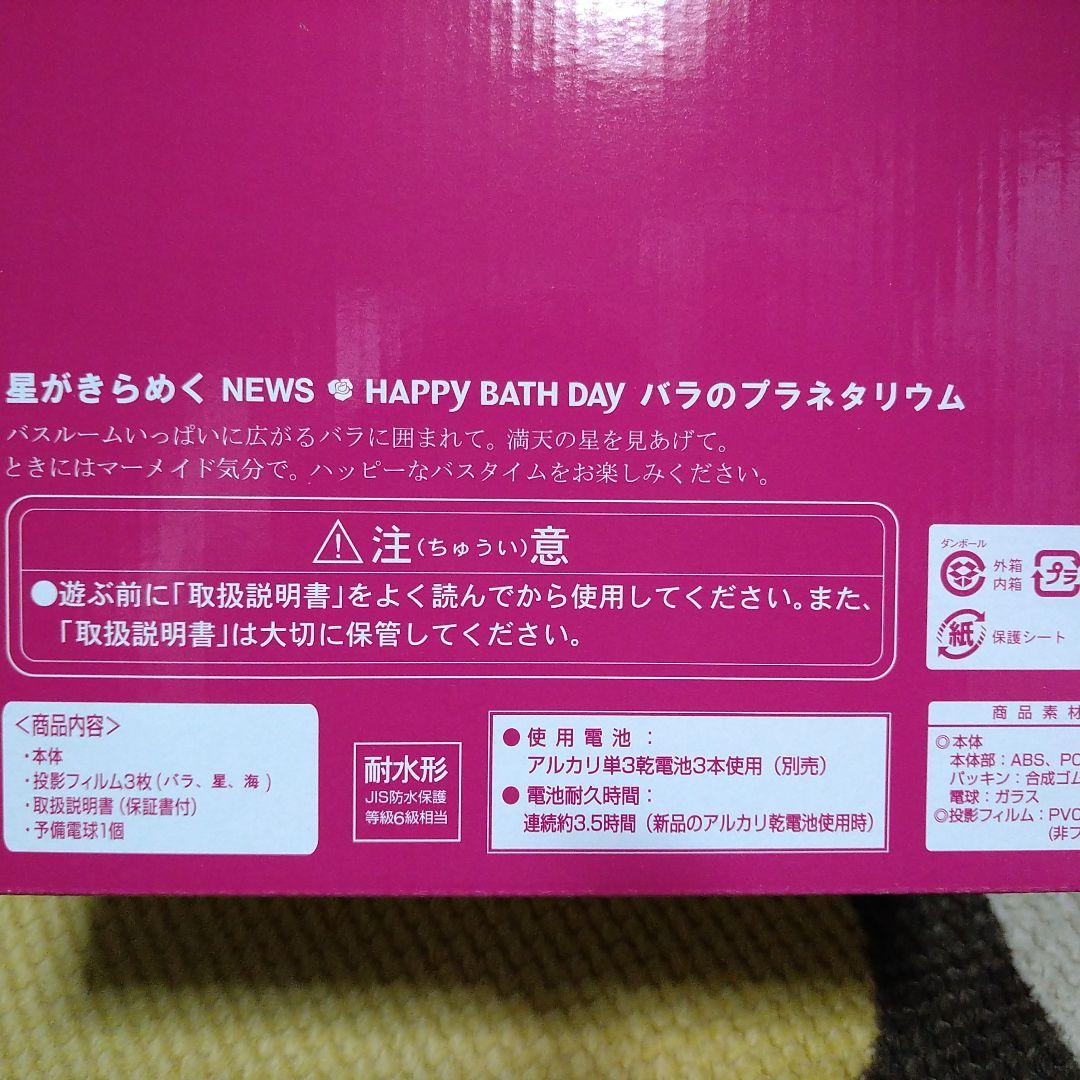 星がきらめく NEWS HAPPY BATH DAY バラのプラネタリウム
バスルームいっぱいに広がるバラに囲まれて。満天の星を見あげて。
ときにはマーメイド気分で。ハッピーなバスタイムをお楽しみください。
注(ちゅうい)意
●遊ぶ前に「取扱説明書」をよく読んでから使用してください。また、
「取扱説明書」は大切に保管してください。
ダンボール
外箱
内箱
プラ
紙
保護シート
<商品内容>
・本体
・投影フィルム3枚(バラ、星、海)
・取扱説明書(保証書付)
・予備電球1個
耐水形
JIS防水保護
等級6級相当
●使用電池:
アルカリ単3乾電池3本使用(別売)
●電池耐久時間:
連続約3.5時間(新品のアルカリ乾電池使用時)
商品素材
◎本体
本体部:ABS、PC
パッキン:合成ゴム
電球:ガラス
◎投影フィルム:PVC
(非フ